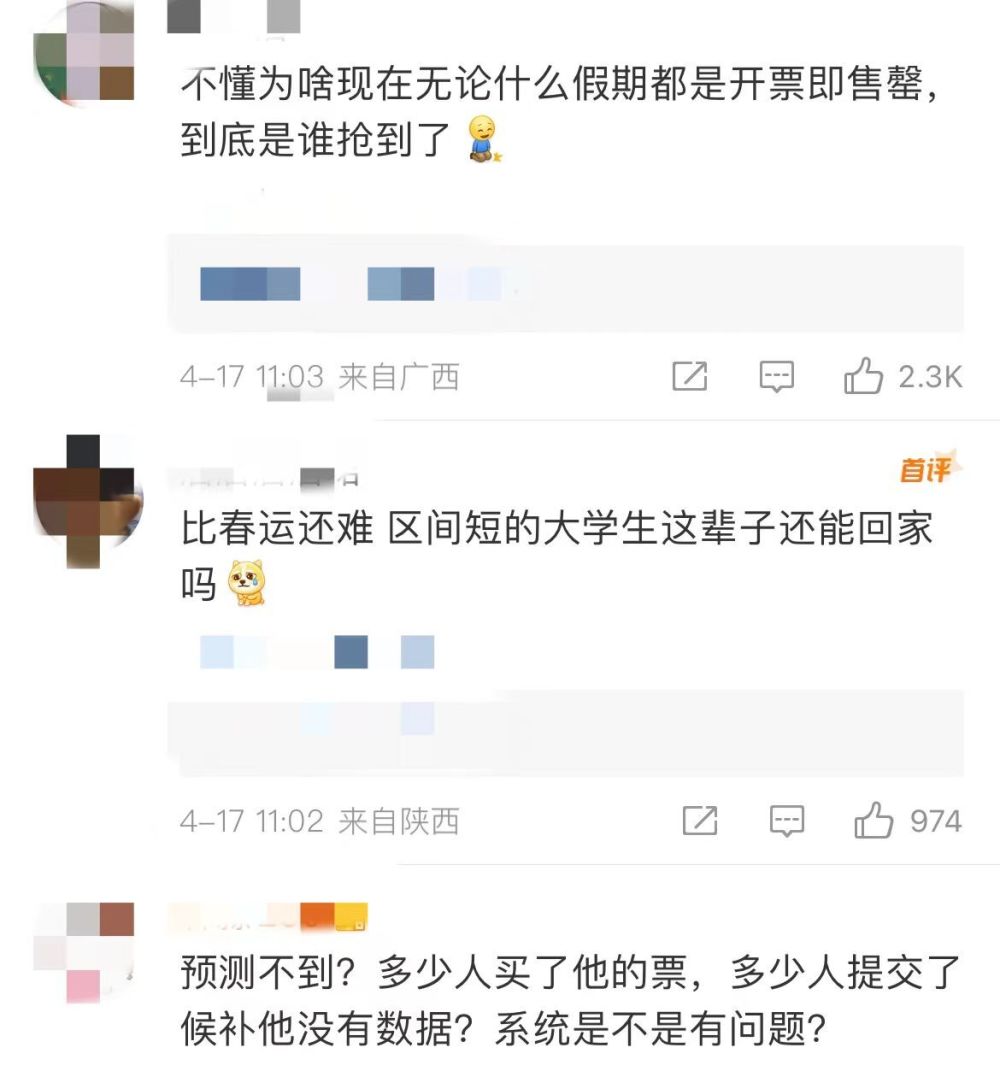 不懂为啥现在无论什么假期都是开票即售罄，
到底是谁抢到了
4-17 11:03 来自广西
2.3K
首评
比春运还难 区间短的大学生这辈子还能回家
吗
4-17 11:02 来自陕西
974
预测不到？多少人买了他的票，多少人提交了
候补他没有数据？系统是不是有问题？